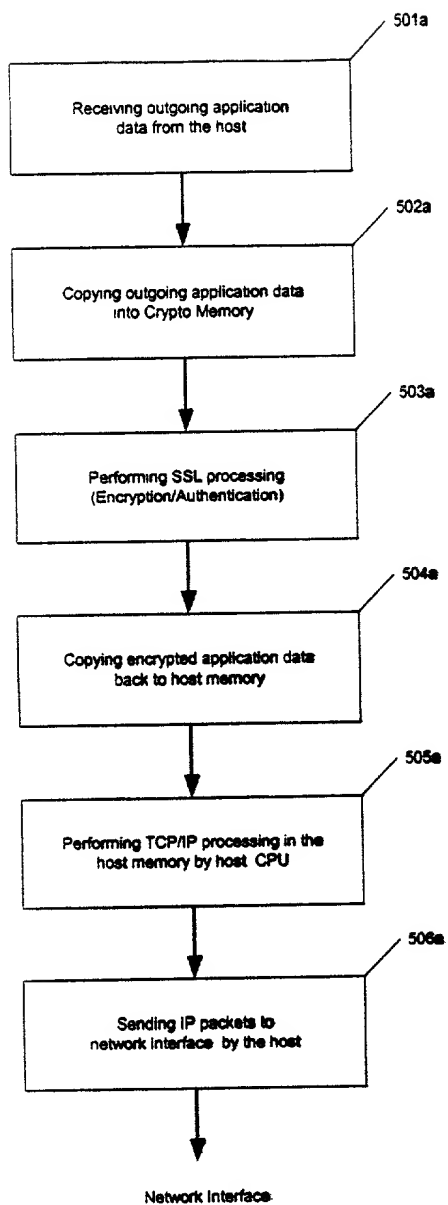 501a
Receiving outgoing application
data from the host
502a
Copying outgoing application data
into Crypto Memory
503a
Performing SSL processing
(Encryption/Authentication)
504a
Copying encrypted application data
back to host memory
505a
Performing TCP/IP processing in the
host memory by host CPU
506a
Sending IP packets to
network interface by the host
Network Interface